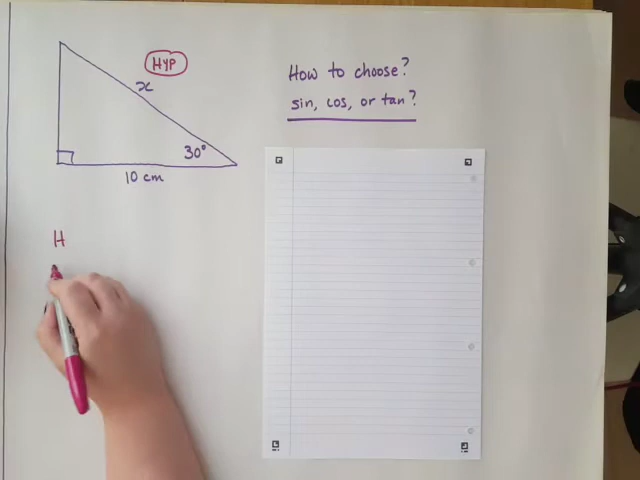 HYP
x
30°
10 cm
How to choose?
sin, cos, or tan?
H